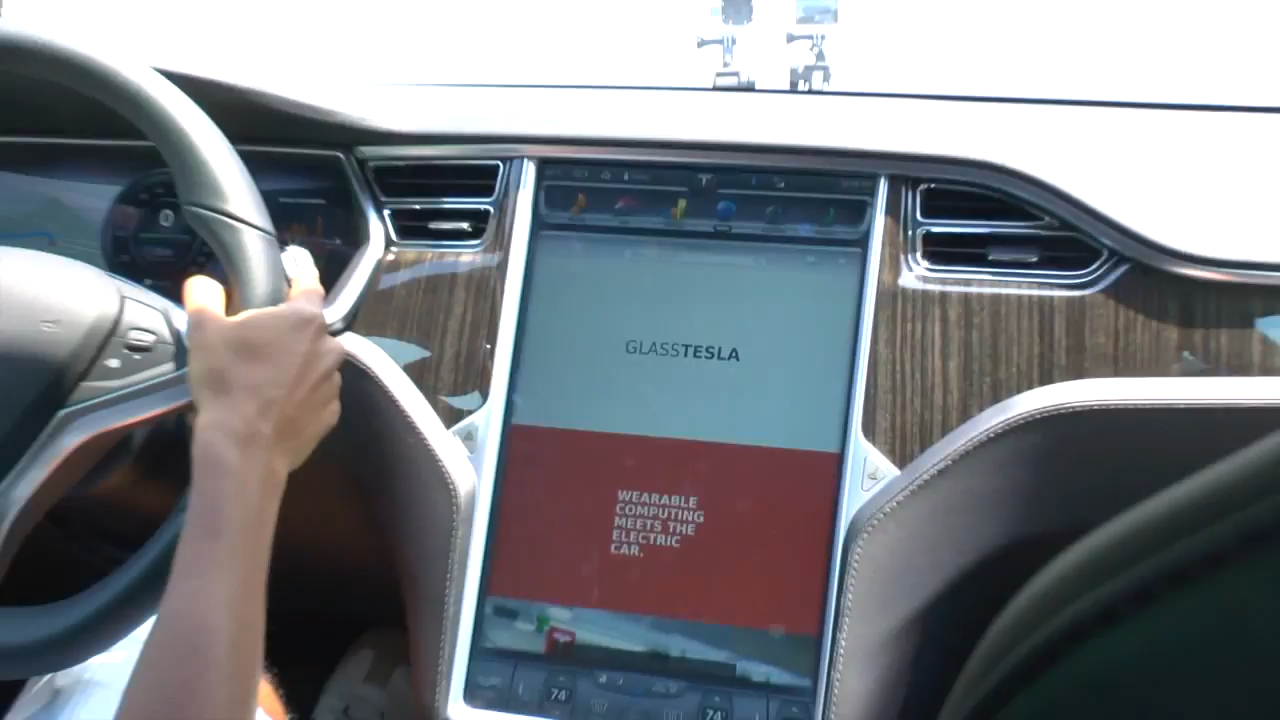 GLASSTESLA
WEARABLE
COMPUTING
MEETS THE
ELECTRIC
CAR.
74°
74°